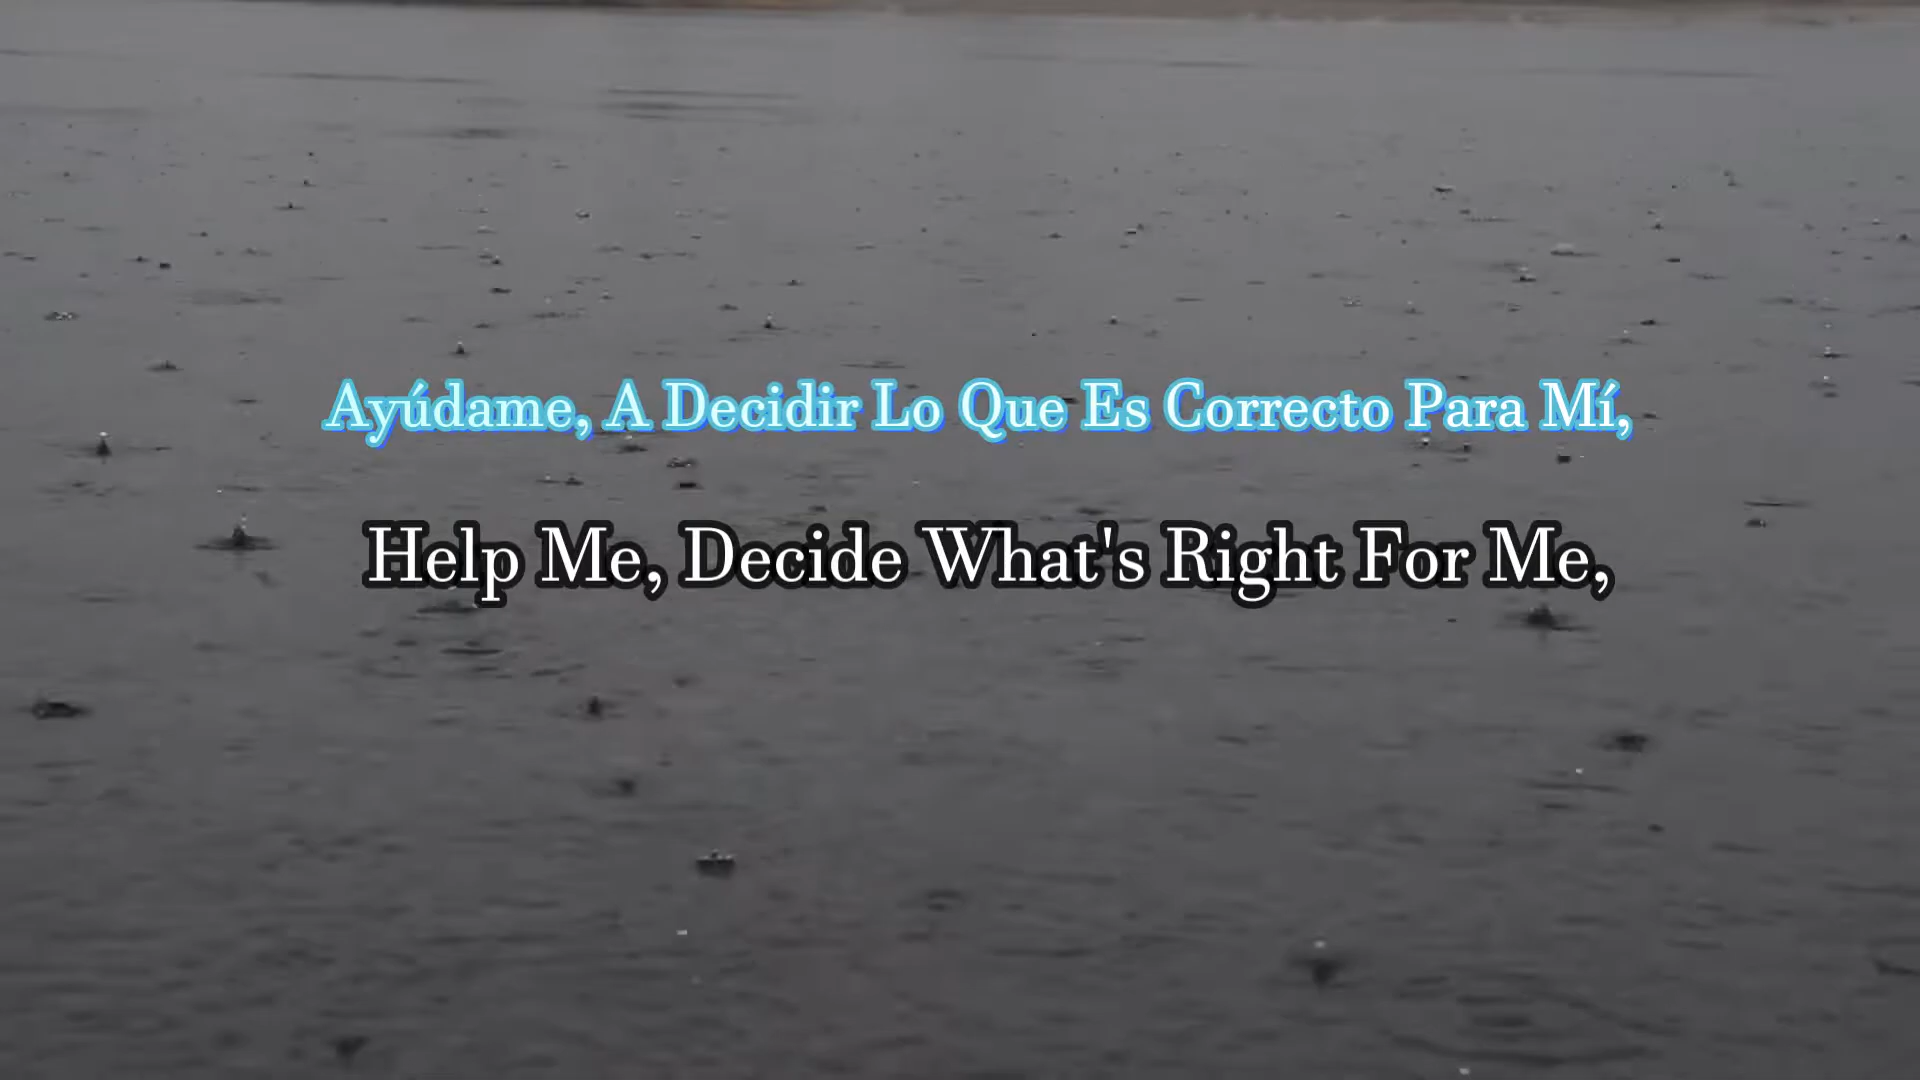 Ayúdame, A Decidir Lo Que Es Correcto Para Mí,
Help Me, Decide What's Right For Me,